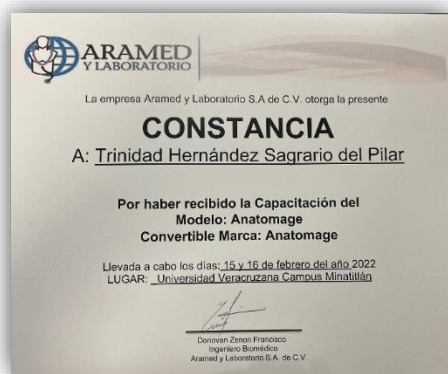 ARAMED
Y LABORATORIO
La empresa Aramed y Laboratorio S.A de C.V. otorga la presente
CONSTANCIA
A: Trinidad Hernández Sagrario del Pilar
Por haber recibido la Capacitación del
Modelo: Anatomage
Convertible Marca: Anatomage
Llevada a cabo los días: 15 y 16 de febrero del año 2022
LUGAR: Universidad Veracruzana Campus Minatitlán
Donovan Zenon Francisco
Ingeniero Biomédico
Aramed y Laboratorio S.A. de C.V.